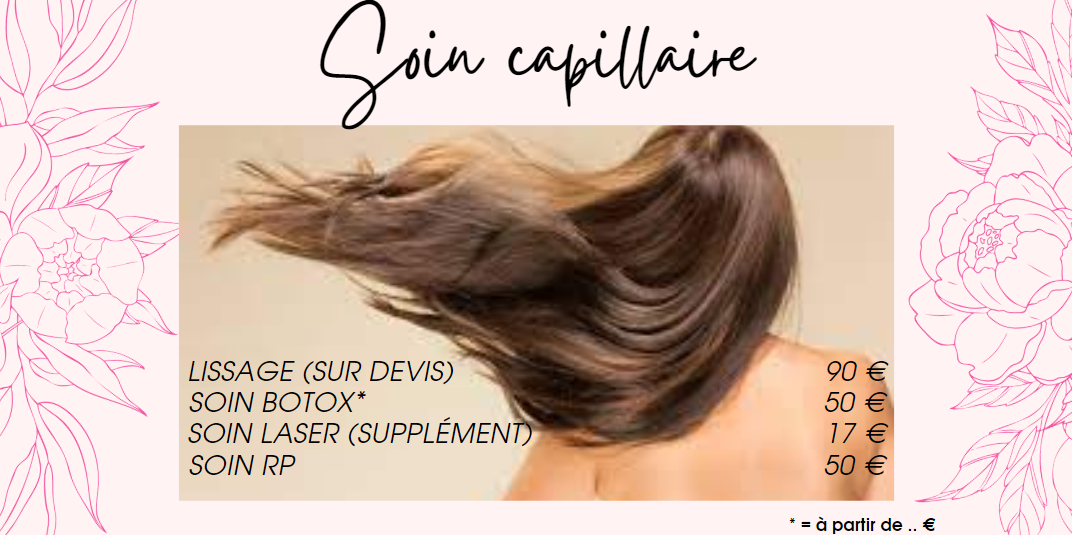 Soin capillaire
LISSAGE (SUR DEVIS) 90 €
SOIN BOTOX* 50 €
SOIN LASER (SUPPLÉMENT) 17 €
SOIN RP 50 €
* = à partir de .. €